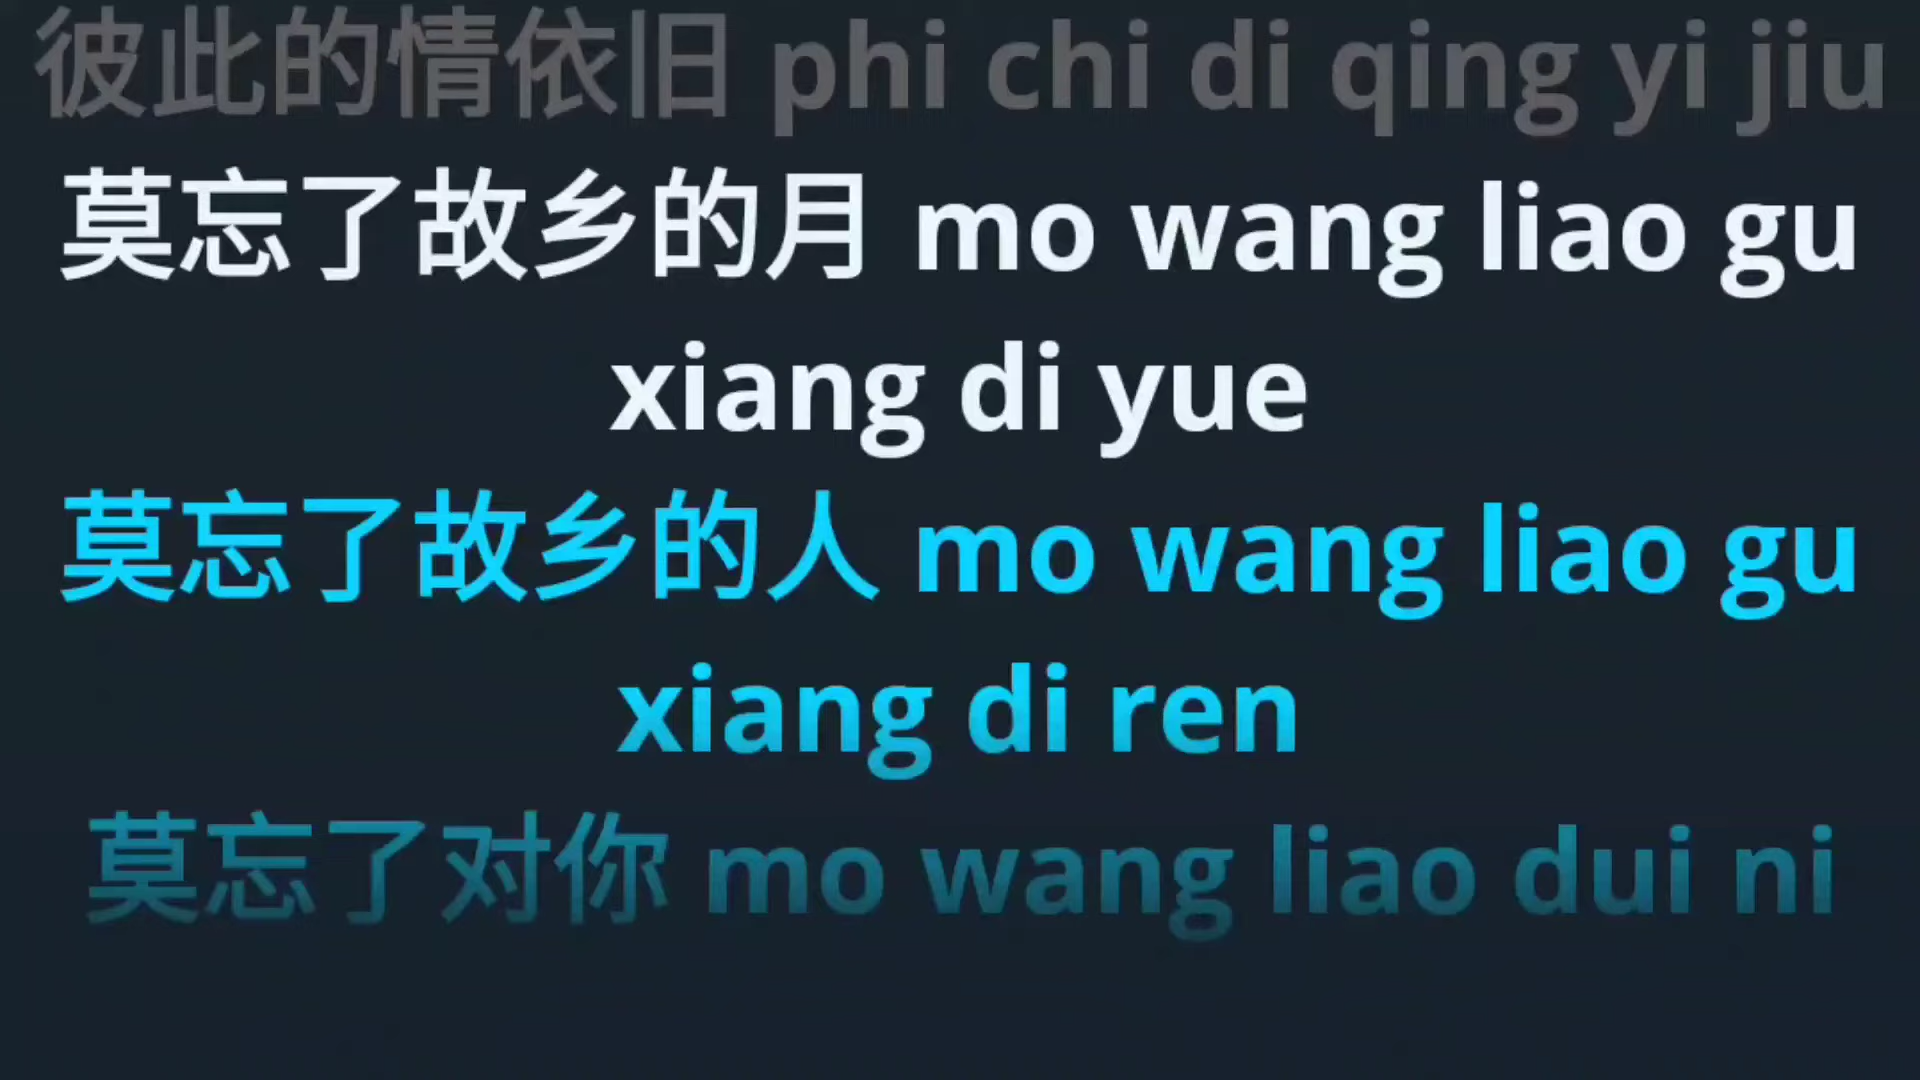 彼此的情依旧 phi chi di qing yi jiu
莫忘了故乡的月 mo wang liao gu
xiang di yue
莫忘了故乡的人 mo wang liao gu
xiang di ren
莫忘了对你 mo wang liao dui ni